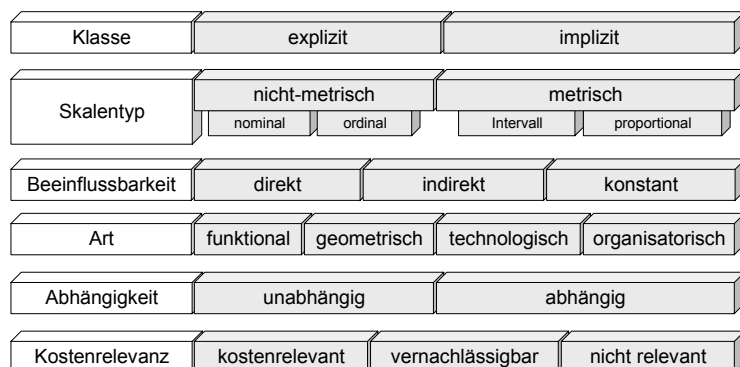 Klasse explizit implizit
Skalentyp nicht-metrisch metrisch
nominal ordinal Intervall proportional
Beeinflussbarkeit direkt indirekt konstant
Art funktional geometrisch technologisch organisatorisch
Abhängigkeit unabhängig abhängig
Kostenrelevanz kostenrelevant vernachlässigbar nicht relevant